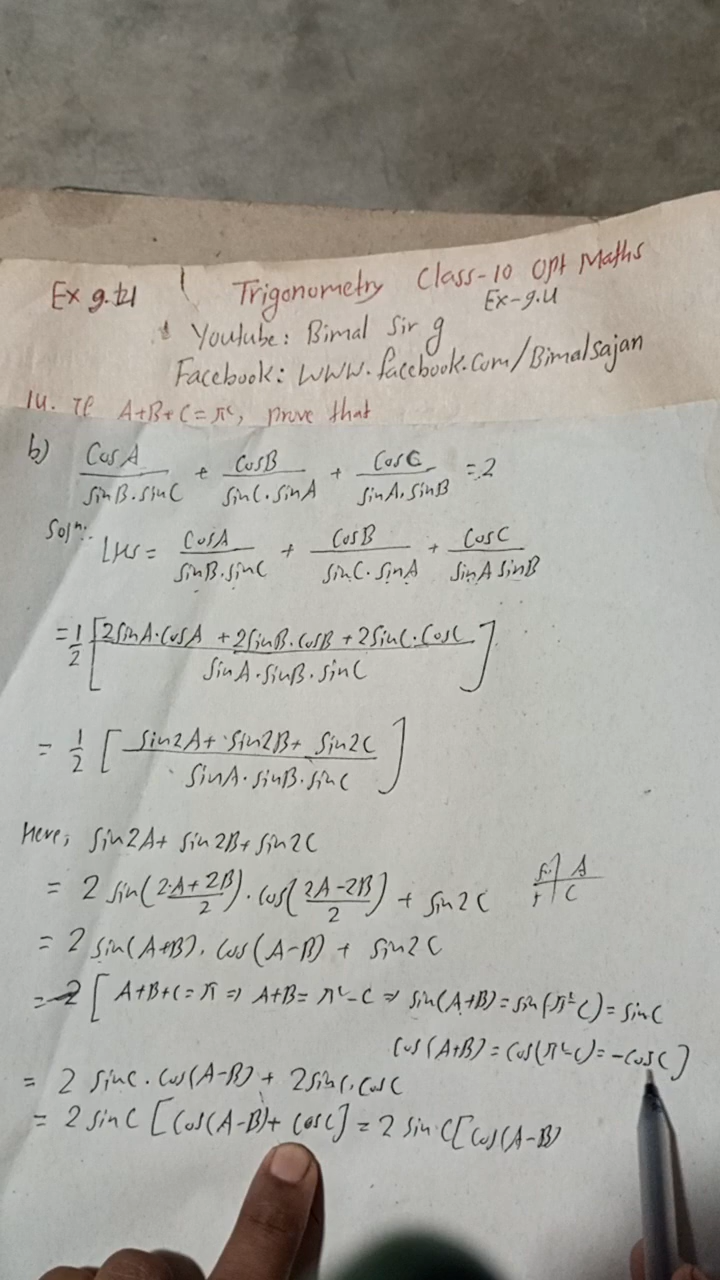 Ex 9.4 Trigonometry Class-10 Opt Maths
Ex-9.4
Youtube: Bimal Sir g
Facebook: WWW.facebook.com/Bimalsajan
14. If A+B+C=πᶜ, prove that
b) CosA/SinB.SinC + CosB/SinC.SinA + CosC/SinA.SinB = 2
Solⁿ:- LHS = CosA/SinB.SinC + CosB/SinC.SinA + CosC/SinA SinB
= 1/2 [2SinA.CosA + 2SinB.CosB + 2SinC.CosC / SinA.SinB.SinC]
= 1/2 [Sin2A + Sin2B + Sin2C / SinA.SinB.SinC]
Here, Sin2A + Sin2B + Sin2C
= 2 Sin(2A+2B/2).Cos(2A-2B/2) + Sin2C
A
C
= 2 Sin(A+B).Cos(A-B) + Sin2C
= [A+B+C=π ⇒ A+B=πᶜ-C ⇒ Sin(A+B)=Sin(πᶜ-C)=SinC
Cos(A+B)=Cos(πᶜ-C)=-CosC]
= 2 SinC.Cos(A-B) + 2SinC.CosC
= 2 SinC [Cos(A-B)+ CosC] = 2 SinC[Cos(A-B)